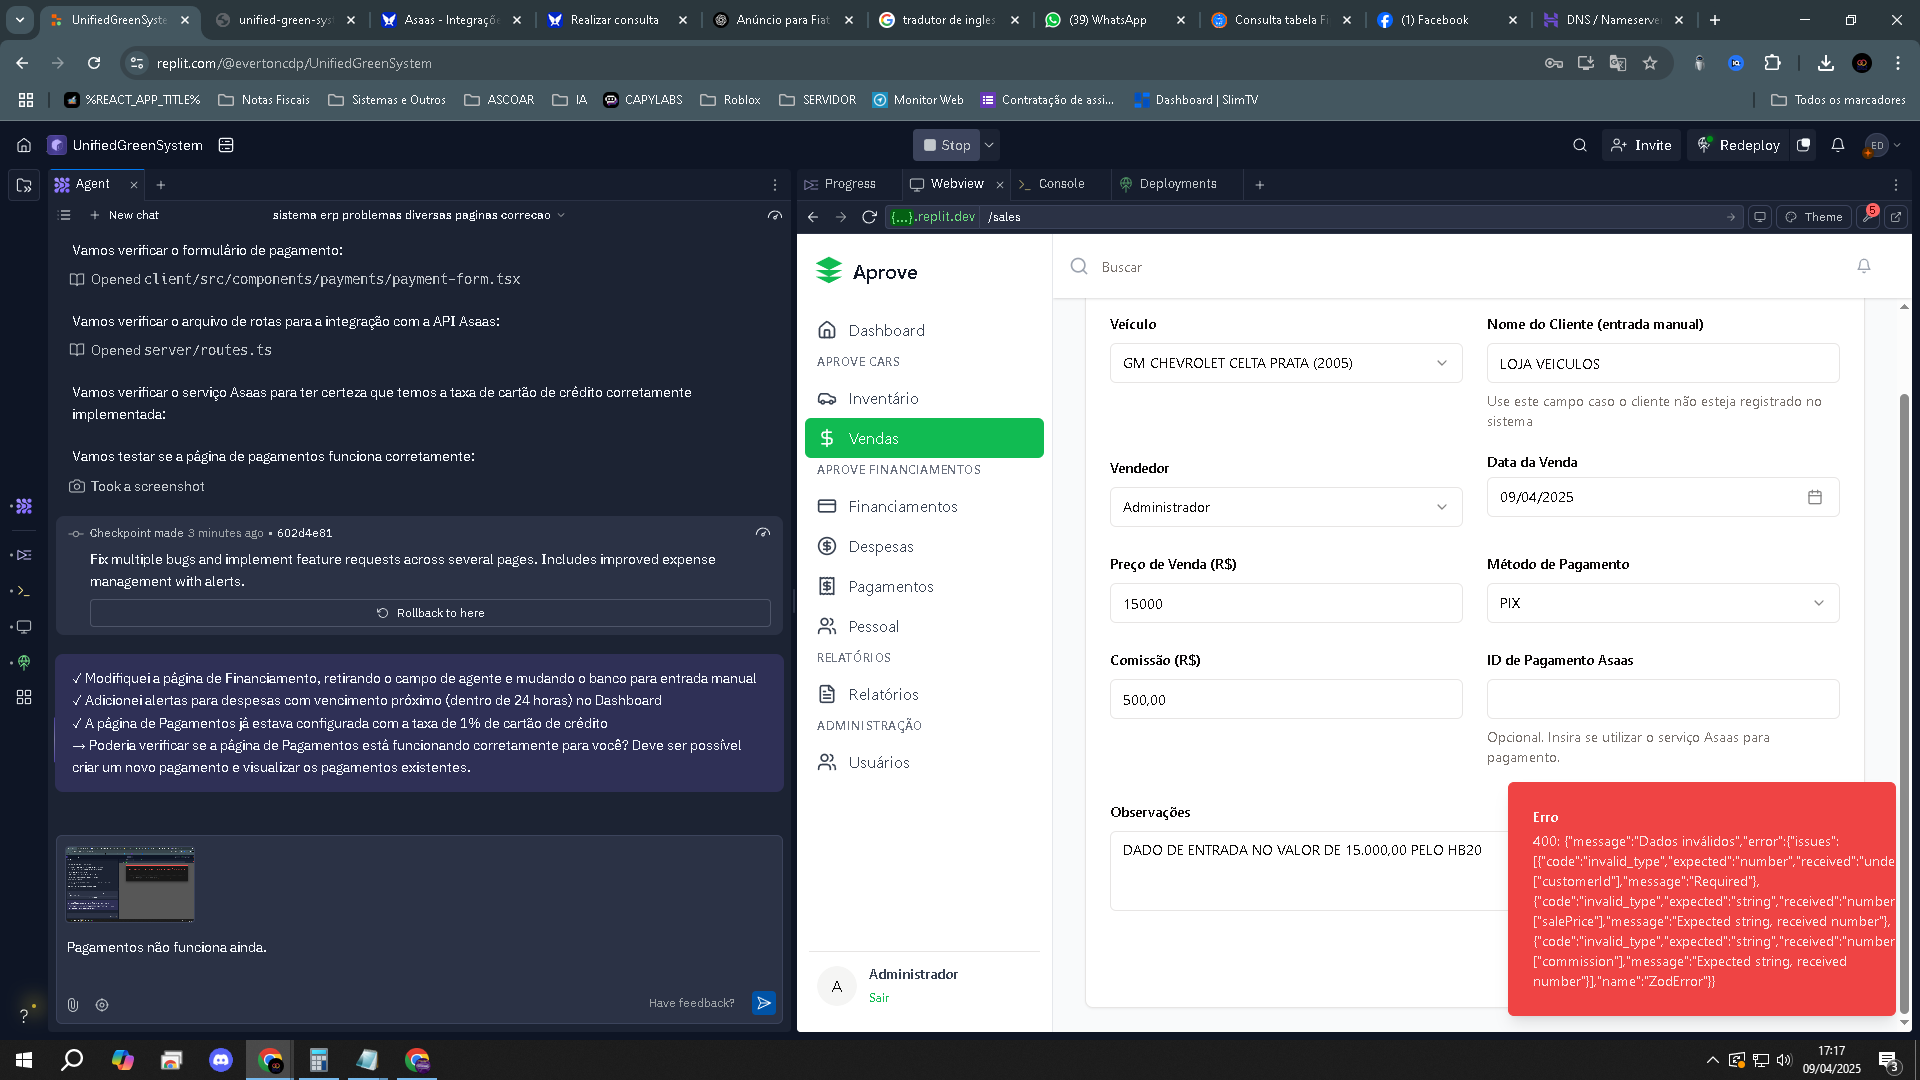 UnifiedGreenSyste
unified-green-sys
Asaas - Integraçõe
Realizar consulta
Anúncio para Fiat
tradutor de ingles
(39) WhatsApp
Consulta tabela Fi
(1) Facebook
DNS / Nameserve
replit.com/@evertoncdp/UnifiedGreenSystem
%REACT_APP_TITLE%
Notas Fiscais
Sistemas e Outros
ASCOAR
IA
CAPYLABS
Roblox
SERVIDOR
Monitor Web
Contratação de assi...
Dashboard | SlimTV
Todos os marcadores
UnifiedGreenSystem
Stop
Invite
Redeploy
ED
Agent
Progress
Webview
Console
Deployments
New chat
sistema erp problemas diversas paginas correcao
{...}.replit.dev
/sales
Theme
5
Vamos verificar o formulário de pagamento:
Opened client/src/components/payments/payment-form.tsx
Vamos verificar o arquivo de rotas para a integração com a API Asaas:
Opened server/routes.ts
Vamos verificar o serviço Asaas para ter certeza que temos a taxa de cartão de crédito corretamente
implementada:
Vamos testar se a página de pagamentos funciona corretamente:
Took a screenshot
Checkpoint made 3 minutes ago • 602d4e81
Fix multiple bugs and implement feature requests across several pages. Includes improved expense
management with alerts.
Rollback to here
✓ Modifiquei a página de Financiamento, retirando o campo de agente e mudando o banco para entrada manual
✓ Adicionei alertas para despesas com vencimento próximo (dentro de 24 horas) no Dashboard
✓ A página de Pagamentos já estava configurada com a taxa de 1% de cartão de crédito
→ Poderia verificar se a página de Pagamentos está funcionando corretamente para você? Deve ser possível
criar um novo pagamento e visualizar os pagamentos existentes.
Pagamentos não funciona ainda.
Have feedback?
?
Aprove
Dashboard
APROVE CARS
Inventário
Vendas
APROVE FINANCIAMENTOS
Financiamentos
Despesas
Pagamentos
Pessoal
RELATÓRIOS
Relatórios
ADMINISTRAÇÃO
Usuários
A
Administrador
Sair
Buscar
Veículo
GM CHEVROLET CELTA PRATA (2005)
Nome do Cliente (entrada manual)
LOJA VEICULOS
Use este campo caso o cliente não esteja registrado no
sistema
Vendedor
Administrador
Data da Venda
09/04/2025
Preço de Venda (R$)
15000
Método de Pagamento
PIX
Comissão (R$)
500,00
ID de Pagamento Asaas
Opcional. Insira se utilizar o serviço Asaas para
pagamento.
Observações
DADO DE ENTRADA NO VALOR DE 15.000,00 PELO HB20
Erro
400: {"message":"Dados inválidos","error":{"issues":
[{"code":"invalid_type","expected":"number","received":"unde
["customerId"],"message":"Required"},
{"code":"invalid_type","expected":"string","received":"number
["salePrice"],"message":"Expected string, received number"},
{"code":"invalid_type","expected":"string","received":"number
["commission"],"message":"Expected string, received
number"}],"name":"ZodError"}}
17:17
09/04/2025
3